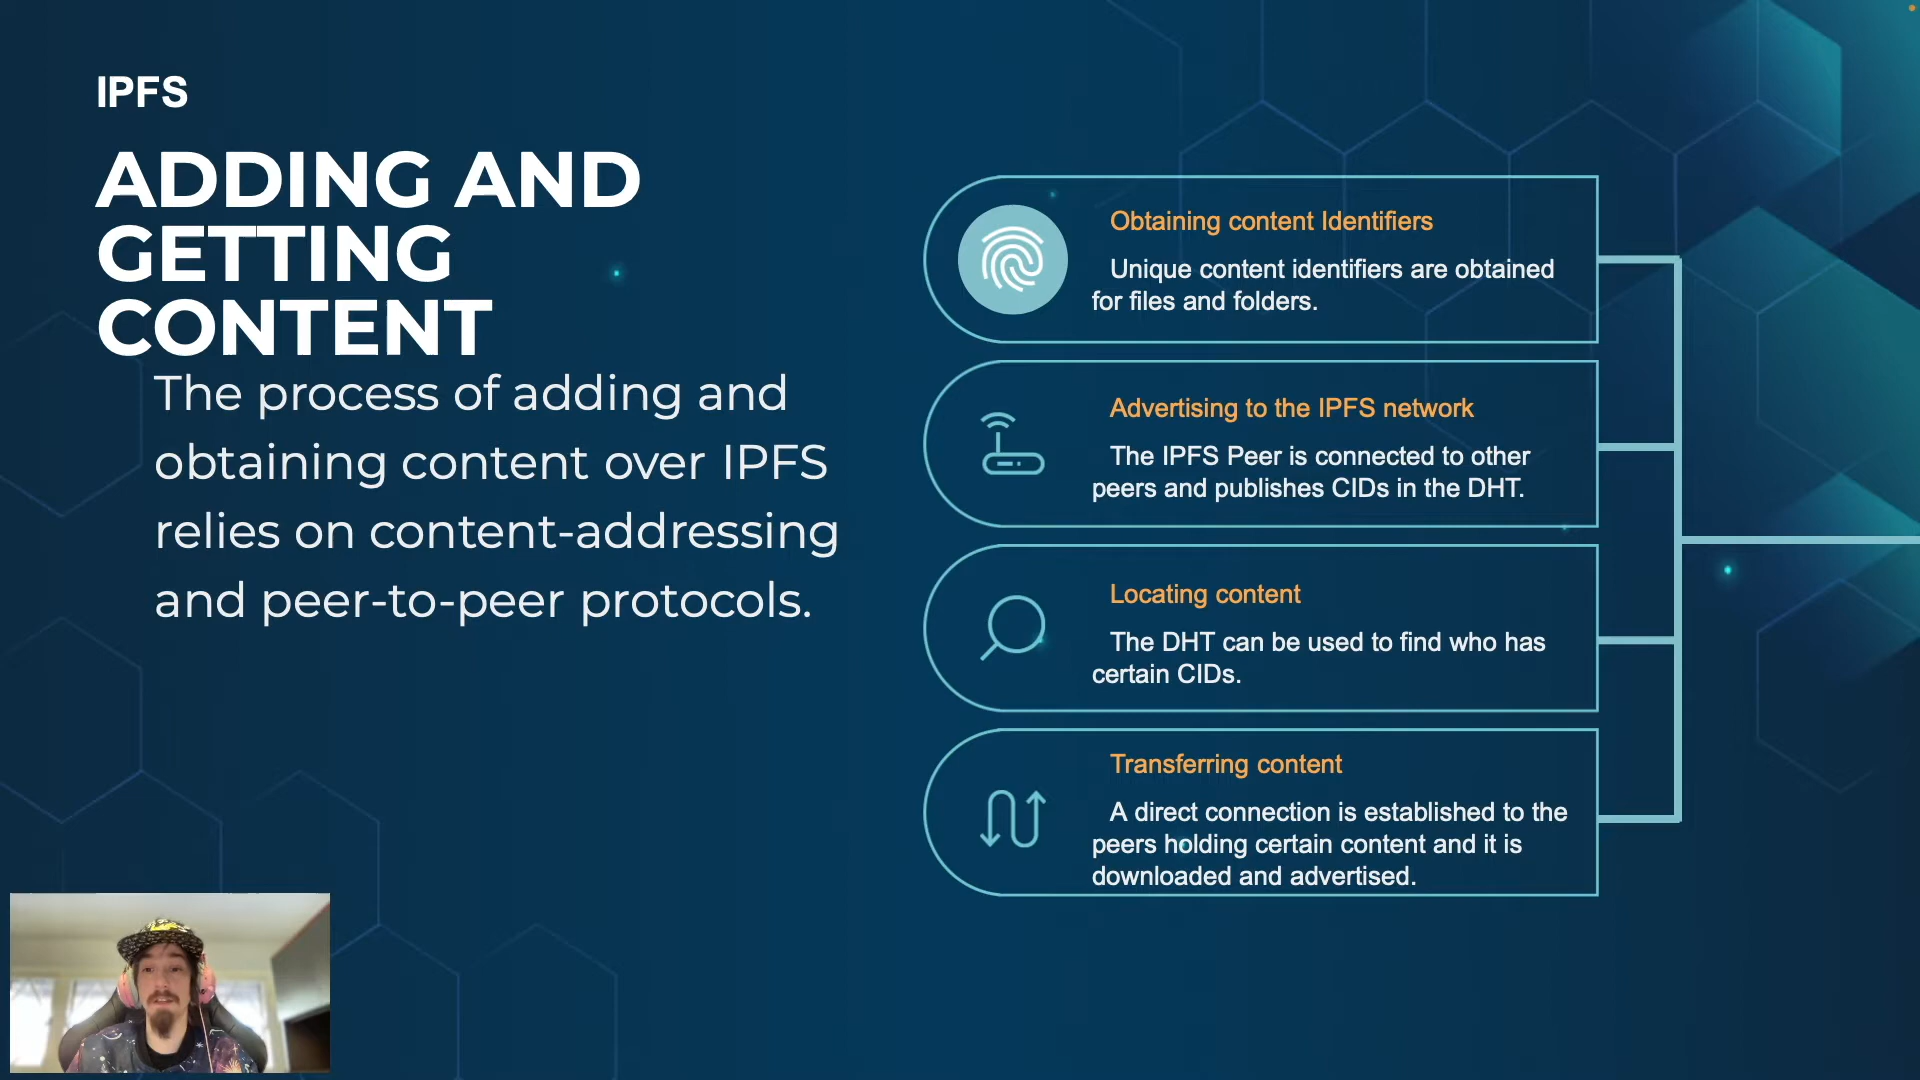 IPFS
ADDING AND
GETTING
CONTENT
The process of adding and
obtaining content over IPFS
relies on content-addressing
and peer-to-peer protocols.
Obtaining content Identifiers
Unique content identifiers are obtained
for files and folders.
Advertising to the IPFS network
The IPFS Peer is connected to other
peers and publishes CIDs in the DHT.
Locating content
The DHT can be used to find who has
certain CIDs.
Transferring content
A direct connection is established to the
peers holding certain content and it is
downloaded and advertised.